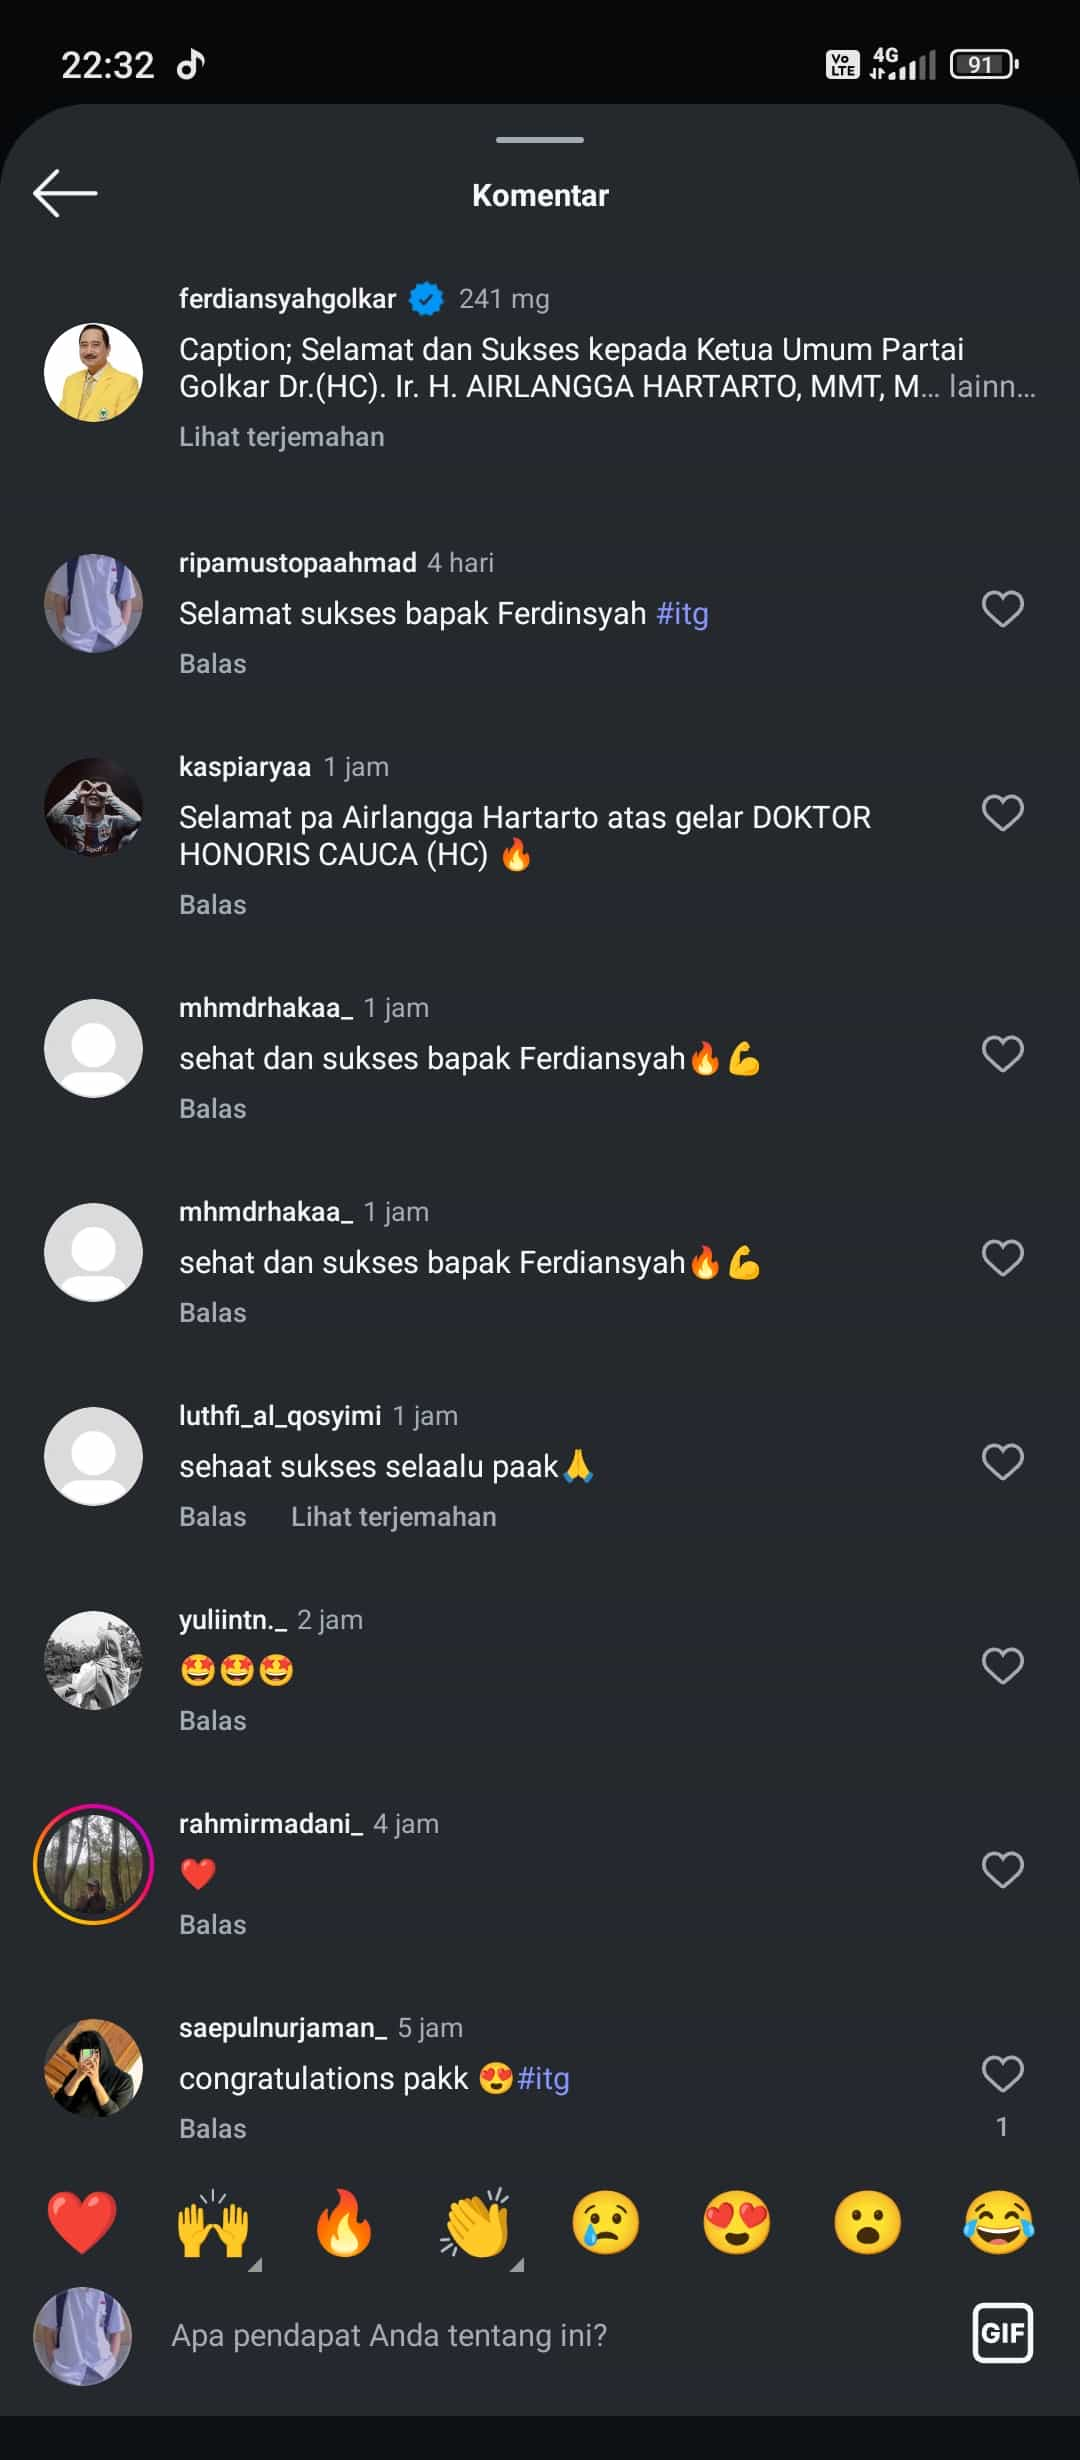 22:32
Vo LTE 4G 91
Komentar
ferdiansyahgolkar 241 mg
Caption; Selamat dan Sukses kepada Ketua Umum Partai
Golkar Dr.(HC). Ir. H. AIRLANGGA HARTARTO, MMT, M... lainn...
Lihat terjemahan
ripamustopaahmad 4 hari
Selamat sukses bapak Ferdinsyah #itg
Balas
kaspiaryaa 1 jam
Selamat pa Airlangga Hartarto atas gelar DOKTOR
HONORIS CAUCA (HC) 🔥
Balas
mhmdrhakaa_ 1 jam
sehat dan sukses bapak Ferdiansyah🔥💪
Balas
mhmdrhakaa_ 1 jam
sehat dan sukses bapak Ferdiansyah🔥💪
Balas
luthfi_al_qosyimi 1 jam
sehaat sukses selaalu paak🙏
Balas Lihat terjemahan
yuliintn._ 2 jam
🤩🤩🤩
Balas
rahmirmadani_ 4 jam
❤️
Balas
saepulnurjaman_ 5 jam
congratulations pakk 😍#itg
Balas
1
Apa pendapat Anda tentang ini?
GIF